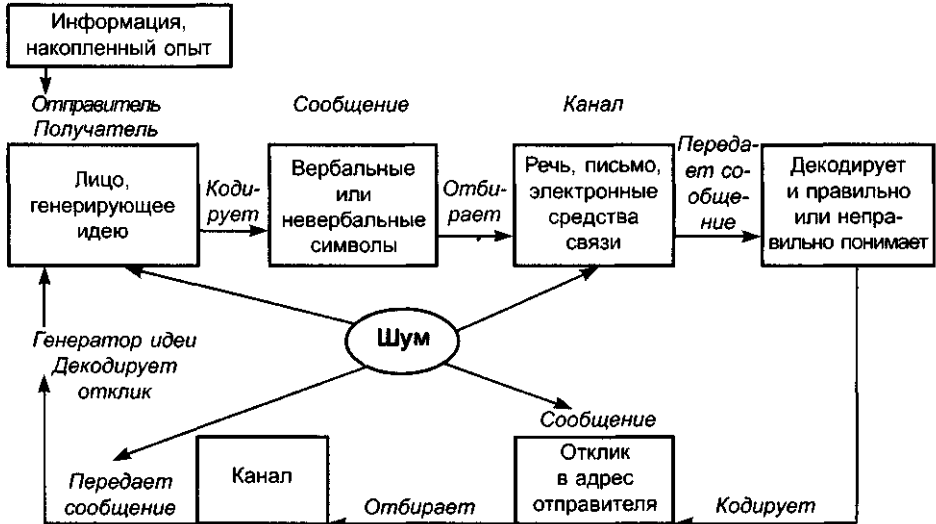 Информация,
накопленный опыт
Отправитель
Получатель
Сообщение
Канал
Лицо,
генерирующее
идею
Коди-
рует
Вербальные
или
невербальные
символы
Отби-
рает
Речь, письмо,
электронные
средства
связи
Переда-
ет со-
обще-
ние
Декодирует
и правильно
или непра-
вильно понимает
Шум
Генератор идеи
Декодирует
отклик
Сообщение
Передает
сообщение
Канал
Отбирает
Отклик
в адрес
отправителя
Кодирует